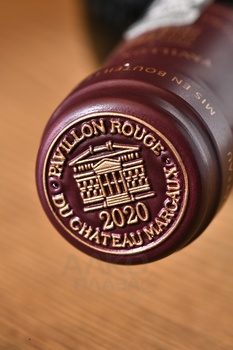 PAVILLON ROUGE
DU CHÂTEAU MARGAUX
2020
MIS EN BOUTEILLE